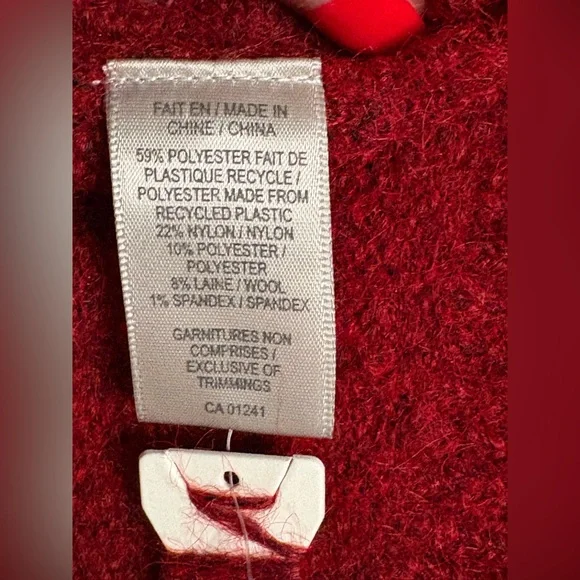 FAIT EN / MADE IN
CHINE / CHINA
59% POLYESTER FAIT DE
PLASTIQUE RECYCLE /
POLYESTER MADE FROM
RECYCLED PLASTIC
22% NYLON / NYLON
10% POLYESTER /
POLYESTER
8% LAINE / WOOL
1% SPANDEX / SPANDEX
GARNITURES NON
COMPRISES /
EXCLUSIVE OF
TRIMMINGS
CA 01241